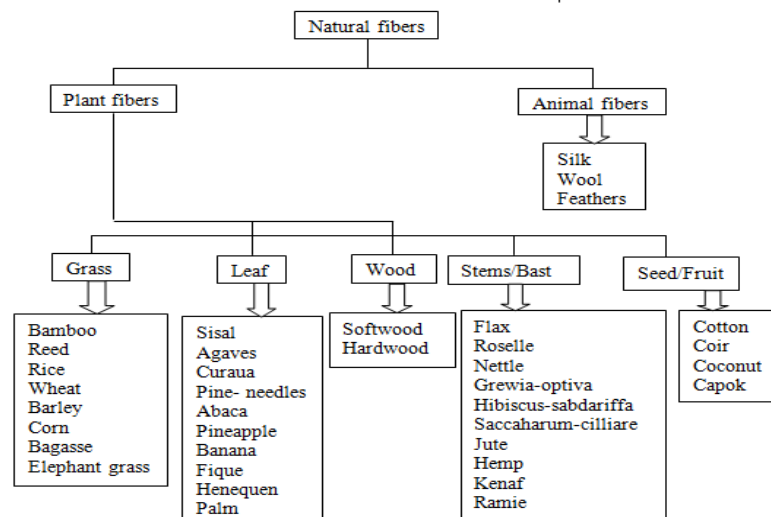 Natural fibers
Plant fibers
Animal fibers
Silk
Wool
Feathers
Grass
Leaf
Wood
Stems/Bast
Seed/Fruit
Bamboo
Reed
Rice
Wheat
Barley
Corn
Bagasse
Elephant grass
Sisal
Agaves
Curaua
Pine- needles
Abaca
Pineapple
Banana
Fique
Henequen
Palm
Softwood
Hardwood
Flax
Roselle
Nettle
Grewia-optiva
Hibiscus-sabdariffa
Saccaharum-cilliare
Jute
Hemp
Kenaf
Ramie
Cotton
Coir
Coconut
Capok